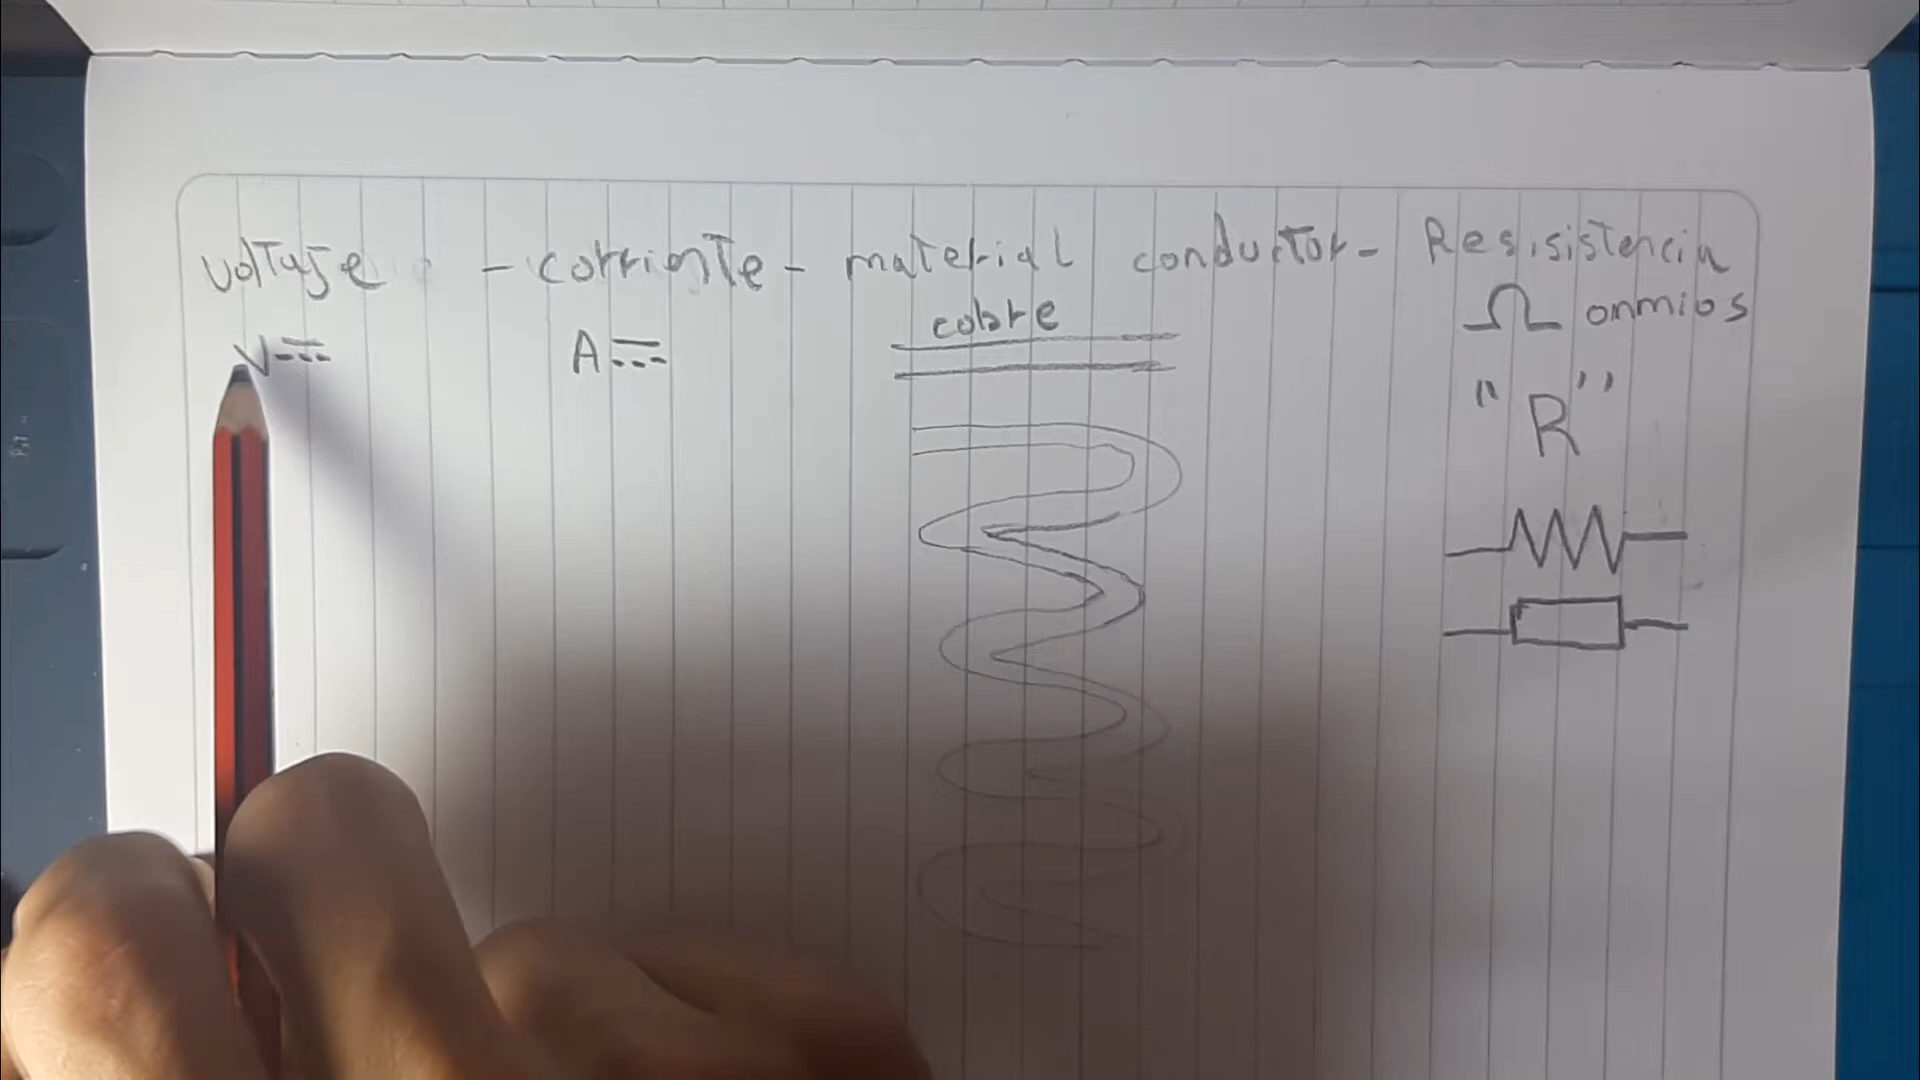 voltaje - corriente - material conductor - Resisistencia
cobre
Ω onmios
V⎓ A⎓
"R"